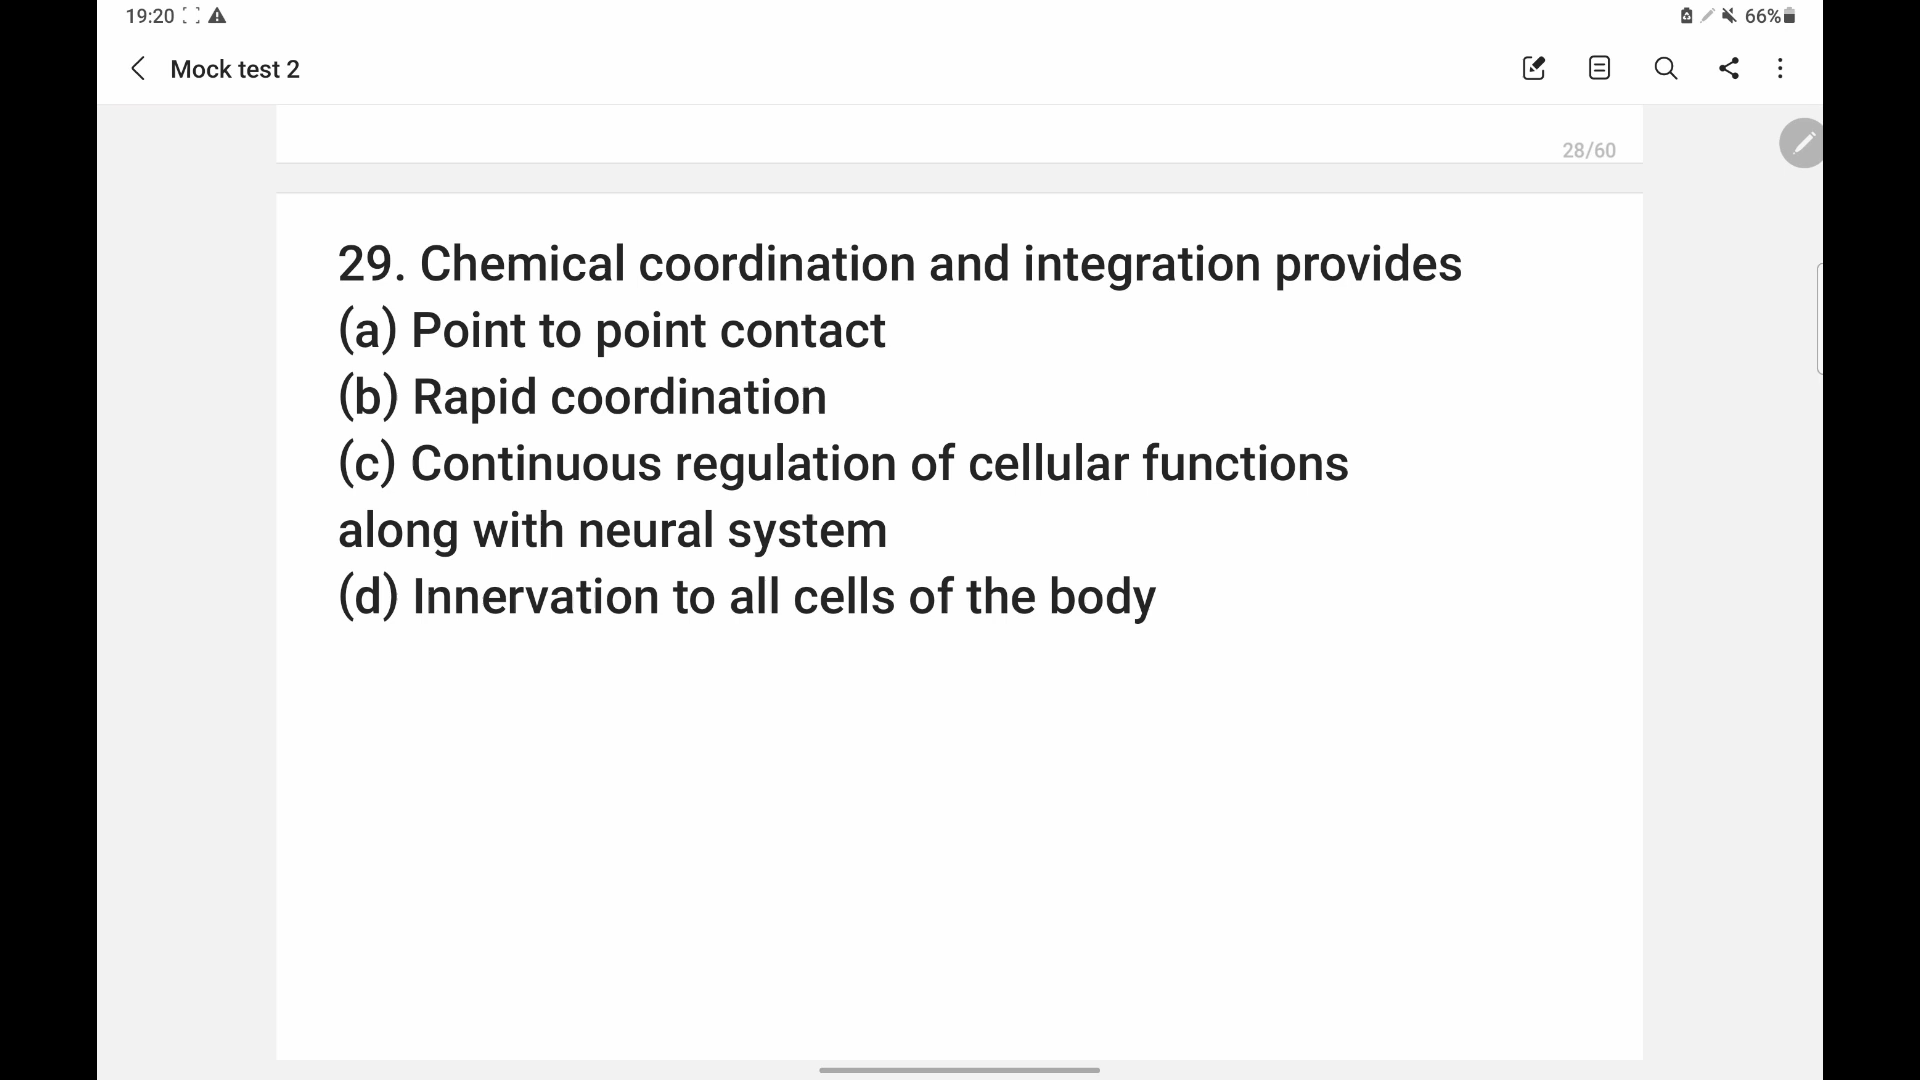 19:20
66%
Mock test 2
28/60
29. Chemical coordination and integration provides
(a) Point to point contact
(b) Rapid coordination
(c) Continuous regulation of cellular functions
along with neural system
(d) Innervation to all cells of the body